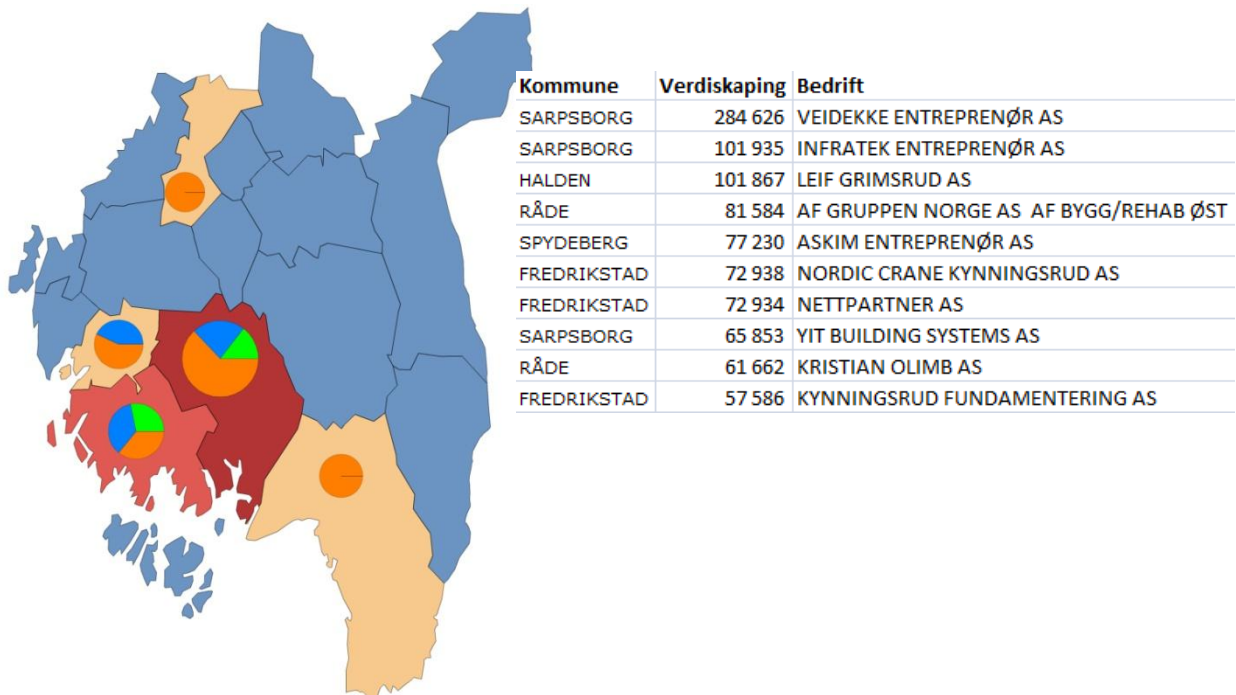 Kommune Verdiskaping Bedrift
SARPSBORG 284 626 VEIDEKKE ENTREPRENØR AS
SARPSBORG 101 935 INFRATEK ENTREPRENØR AS
HALDEN 101 867 LEIF GRIMSRUD AS
RÅDE 81 584 AF GRUPPEN NORGE AS  AF BYGG/REHAB ØST
SPYDEBERG 77 230 ASKIM ENTREPRENØR AS
FREDRIKSTAD 72 938 NORDIC CRANE KYNNINGSRUD AS
FREDRIKSTAD 72 934 NETTPARTNER AS
SARPSBORG 65 853 YIT BUILDING SYSTEMS AS
RÅDE 61 662 KRISTIAN OLIMB AS
FREDRIKSTAD 57 586 KYNNINGSRUD FUNDAMENTERING AS